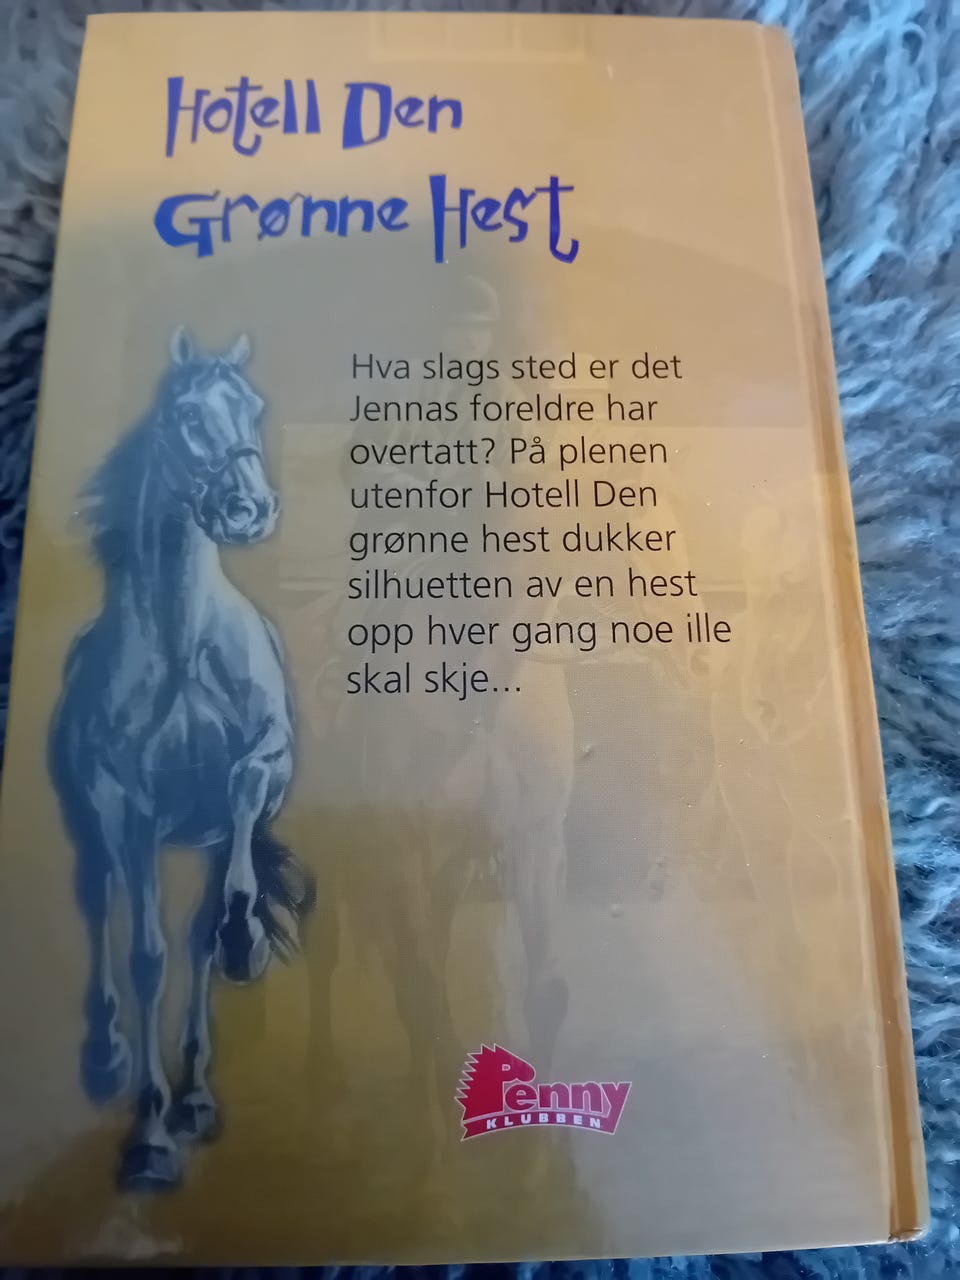 Hotell Den
Grønne Hest
Hva slags sted er det
Jennas foreldre har
overtatt? På plenen
utenfor Hotell Den
grønne hest dukker
silhuetten av en hest
opp hver gang noe ille
skal skje...
Penny
KLUBBEN